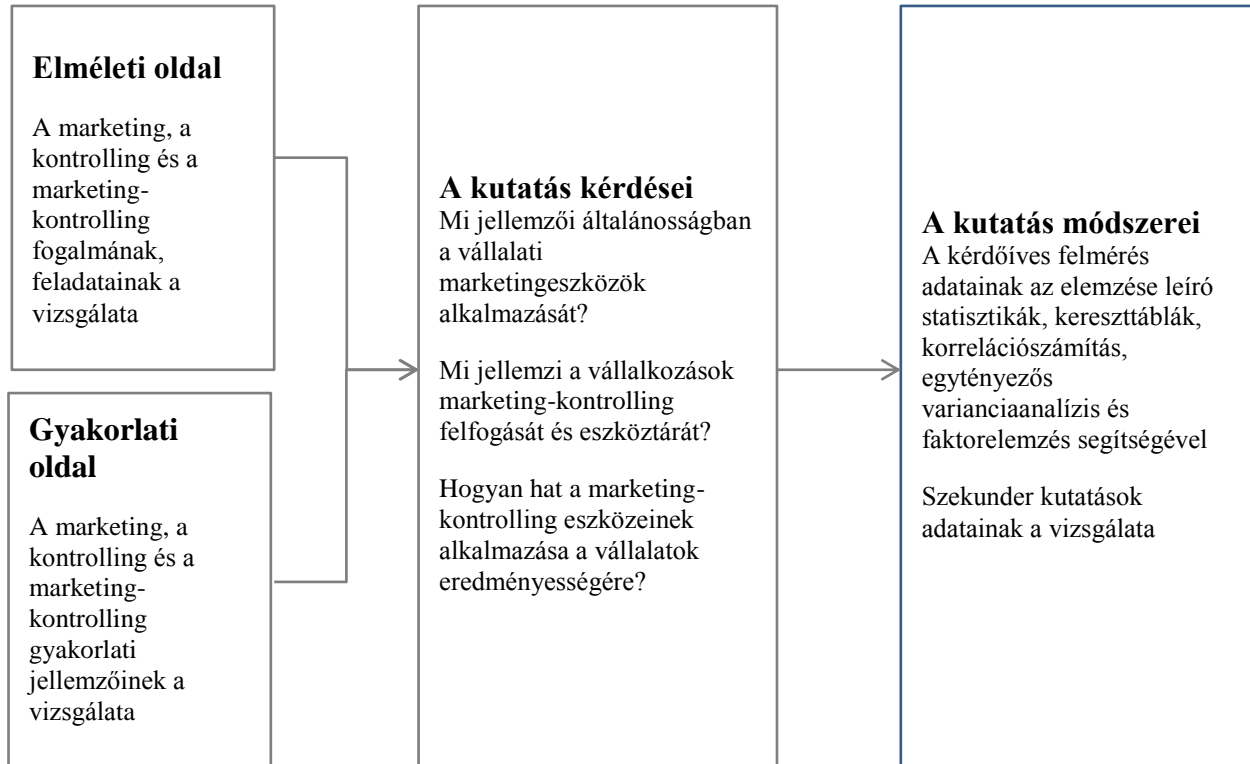 Elméleti oldal
A marketing, a
kontrolling és a
marketing-
kontrolling
fogalmának,
feladatainak a
vizsgálata
Gyakorlati
oldal
A marketing, a
kontrolling és a
marketing-
kontrolling
gyakorlati
jellemzőinek a
vizsgálata
A kutatás kérdései
Mi jellemzői általánosságban
a vállalati
marketingeszközök
alkalmazását?
Mi jellemzi a vállalkozások
marketing-kontrolling
felfogását és eszköztárát?
Hogyan hat a marketing-
kontrolling eszközeinek
alkalmazása a vállalatok
eredményességére?
A kutatás módszerei
A kérdőíves felmérés
adatainak az elemzése leíró
statisztikák, kereszttáblák,
korrelációszámítás,
egytényezős
varianciaanalízis és
faktorelemzés segítségével
Szekunder kutatások
adatainak a vizsgálata